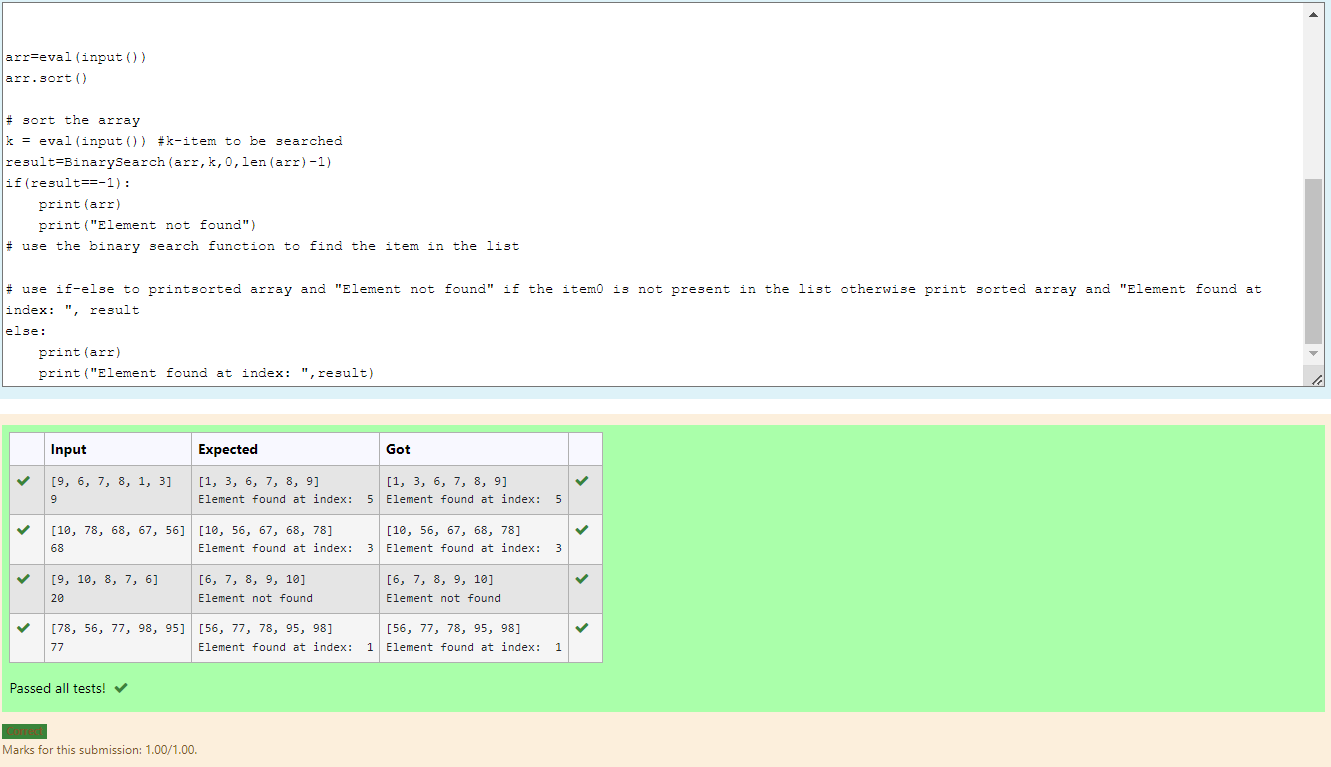 arr=eval(input())
arr.sort()
# sort the array
k = eval(input()) #k-item to be searched
result=BinarySearch(arr,k,0,len(arr)-1)
if(result==-1):
    print(arr)
    print("Element not found")
# use the binary search function to find the item in the list
# use if-else to printsorted array and "Element not found" if the item0 is not present in the list otherwise print sorted array and "Element found at
index: ", result
else:
    print(arr)
    print("Element found at index: ",result)
Input Expected Got
[9, 6, 7, 8, 1, 3] [1, 3, 6, 7, 8, 9] [1, 3, 6, 7, 8, 9]
9 Element found at index:  5 Element found at index:  5
[10, 78, 68, 67, 56] [10, 56, 67, 68, 78] [10, 56, 67, 68, 78]
68 Element found at index:  3 Element found at index:  3
[9, 10, 8, 7, 6] [6, 7, 8, 9, 10] [6, 7, 8, 9, 10]
20 Element not found Element not found
[78, 56, 77, 98, 95] [56, 77, 78, 95, 98] [56, 77, 78, 95, 98]
77 Element found at index:  1 Element found at index:  1
Passed all tests!
Correct
Marks for this submission: 1.00/1.00.